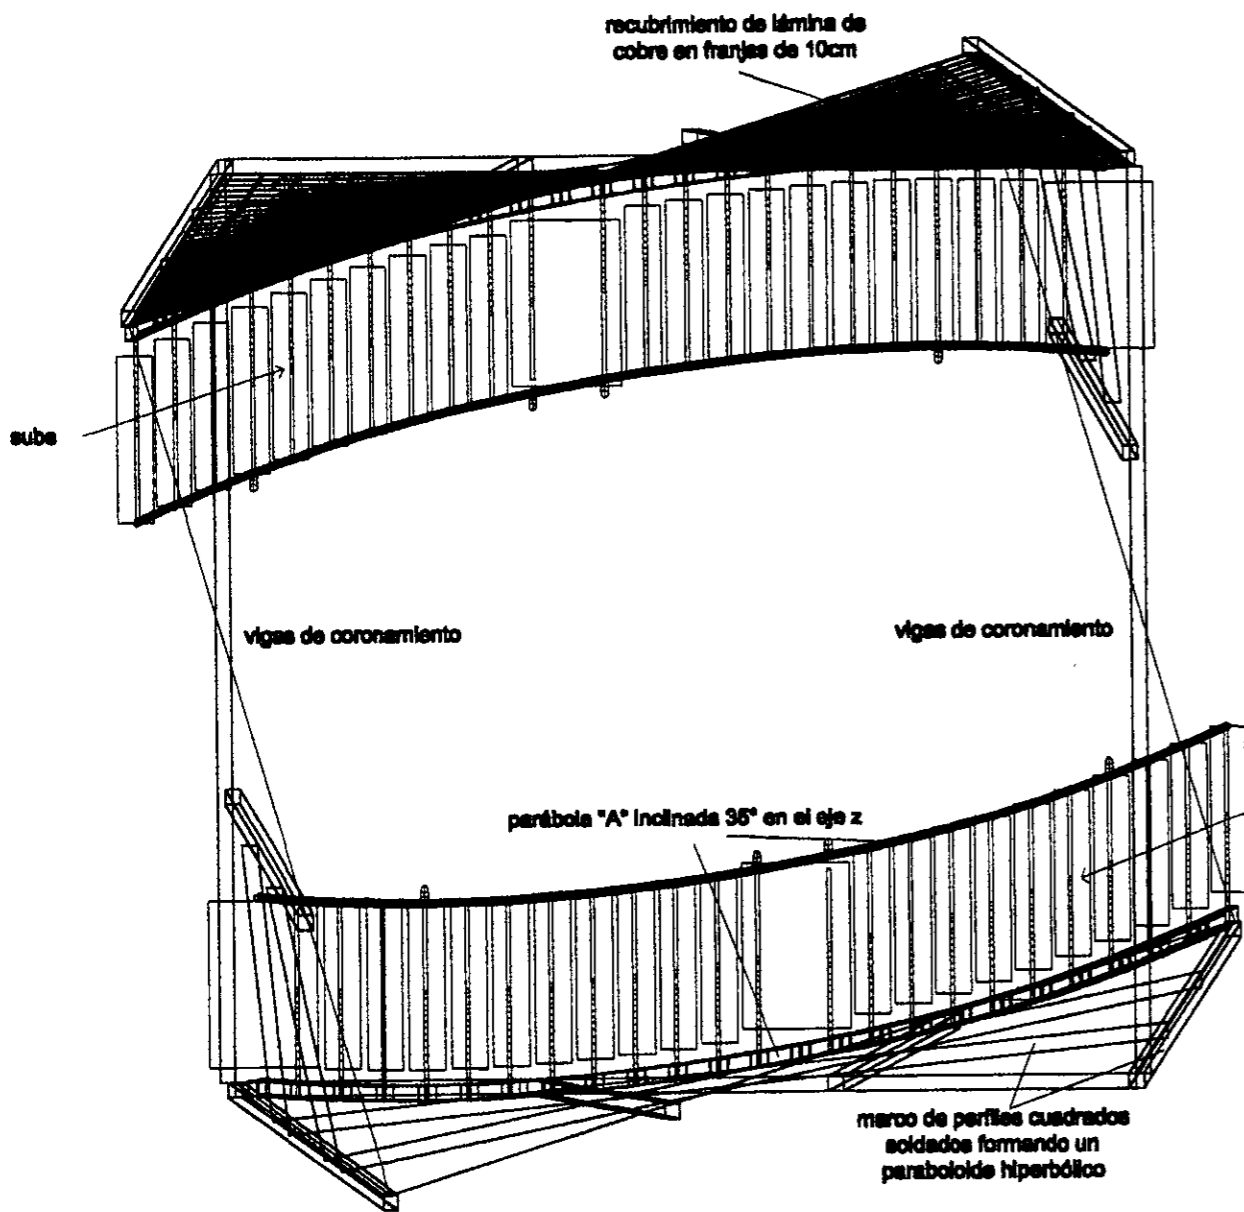 recubrimiento de lámina de
cobre en franjas de 10cm
sube
vigas de coronamiento
vigas de coronamiento
parábola "A" inclinada 35° en el eje z
marco de perfiles cuadrados
soldados formando un
paraboloide hiperbólico